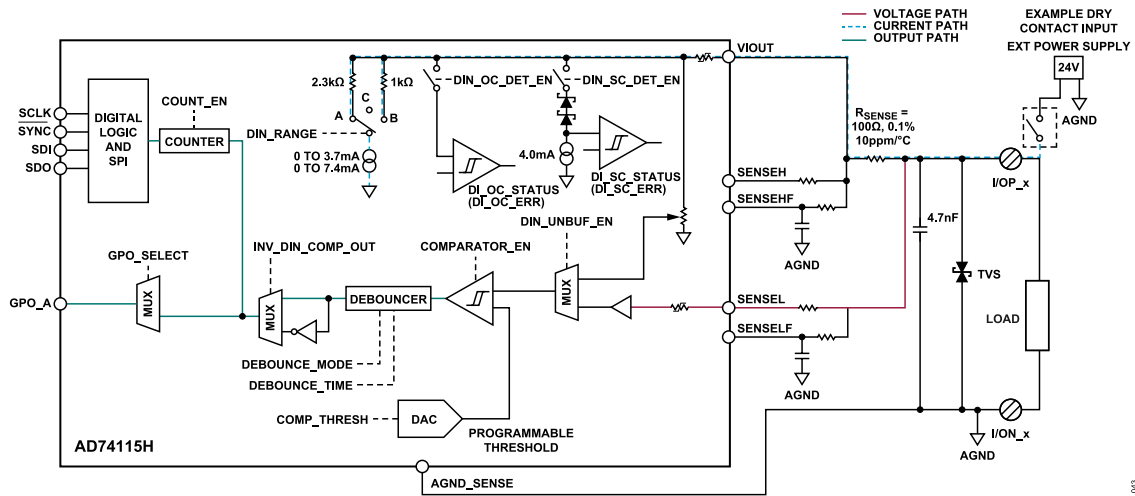 VOLTAGE PATH
CURRENT PATH
OUTPUT PATH
EXAMPLE DRY
CONTACT INPUT
EXT POWER SUPPLY
24V
AGND
VIOUT
2.3kΩ
1kΩ
DIN_OC_DET_EN
DIN_SC_DET_EN
C
A
B
COUNT_EN
SCLK
SYNC
SDI
SDO
DIGITAL
LOGIC
AND
SPI
COUNTER
DIN_RANGE
0 TO 3.7mA
0 TO 7.4mA
4.0mA
DI_OC_STATUS
(DI_OC_ERR)
DI_SC_STATUS
(DI_SC_ERR)
RSENSE =
100Ω, 0.1%
10ppm/°C
I/OP_x
SENSEH
SENSEHF
AGND
4.7nF
DIN_UNBUF_EN
GPO_SELECT
INV_DIN_COMP_OUT
COMPARATOR_EN
GPO_A
MUX
MUX
DEBOUNCER
MUX
SENSEL
SENSELF
AGND
TVS
LOAD
DEBOUNCE_MODE
DEBOUNCE_TIME
COMP_THRESH
DAC
PROGRAMMABLE
THRESHOLD
AD74115H
AGND_SENSE
AGND
I/ON_x
043